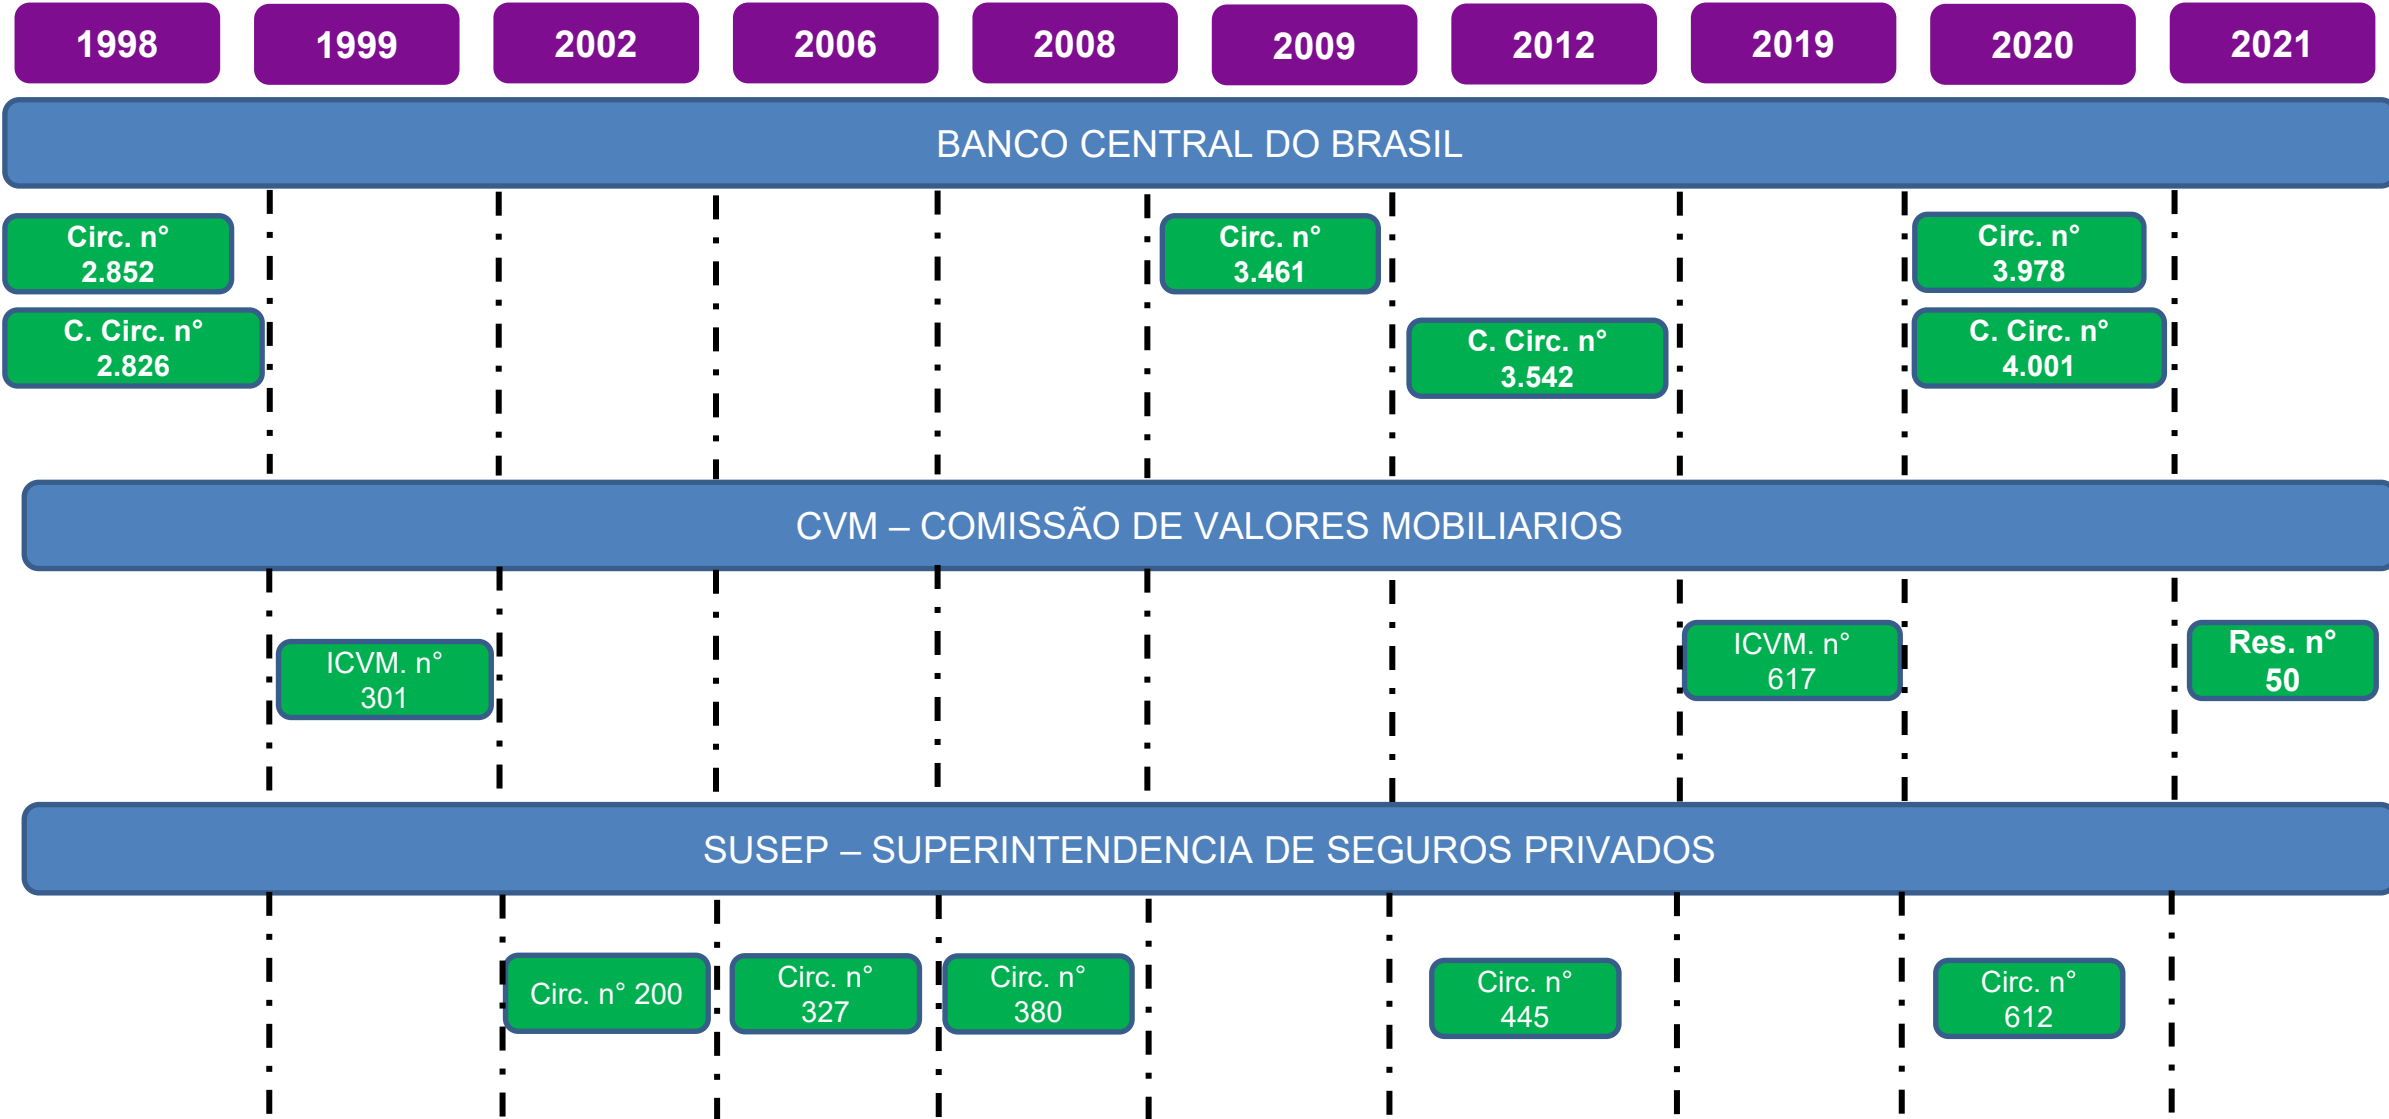 1998
1999
2002
2006
2008
2009
2012
2019
2020
2021
BANCO CENTRAL DO BRASIL
Circ. n°
2.852
C. Circ. n°
2.826
Circ. n°
3.461
C. Circ. n°
3.542
Circ. n°
3.978
C. Circ. n°
4.001
CVM – COMISSÃO DE VALORES MOBILIARIOS
ICVM. n°
301
ICVM. n°
617
Res. n°
50
SUSEP – SUPERINTENDENCIA DE SEGUROS PRIVADOS
Circ. n° 200
Circ. n°
327
Circ. n°
380
Circ. n°
445
Circ. n°
612